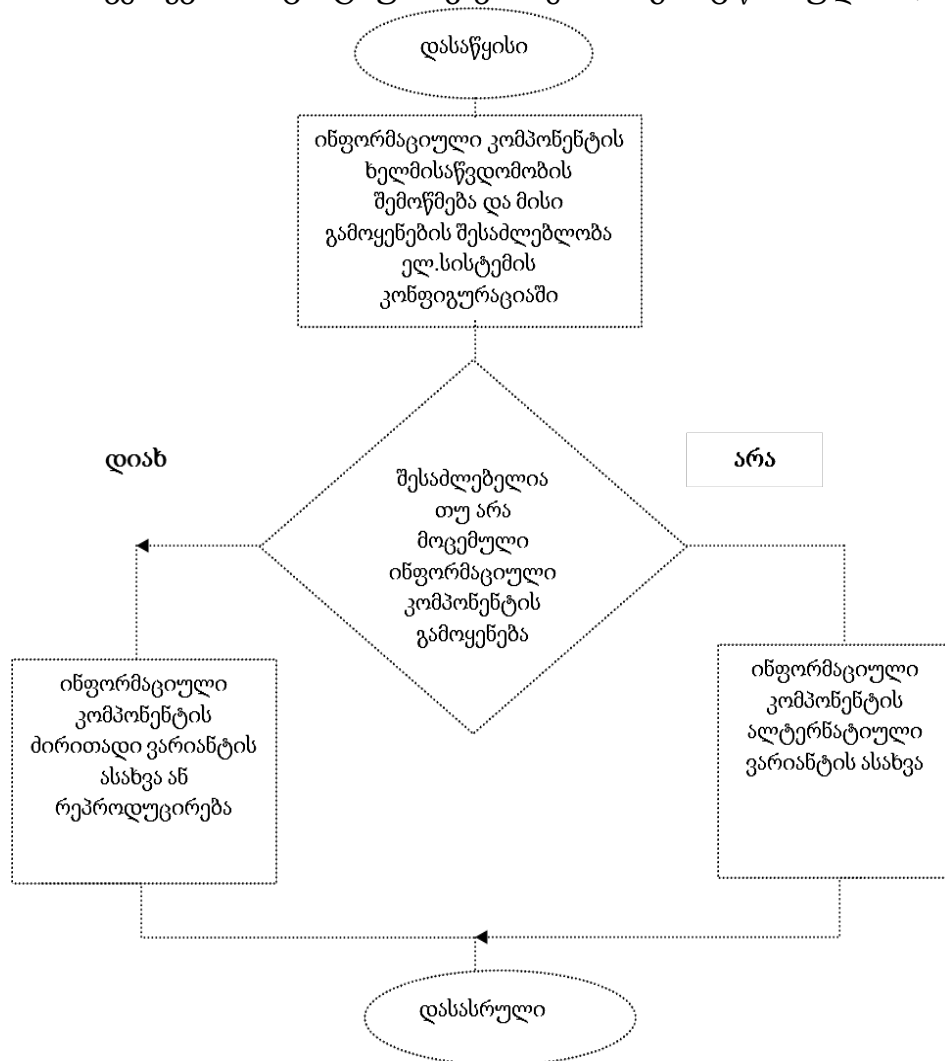 დასაწყისი
ინფორმაციული კომპონენტის
ხელმისაწვდომობის
შემოწმება და მისი
გამოყენების შესაძლებლობა
ელ.სისტემის
კონფიგურაციაში
დიახ
არა
შესაძლებელია
თუ არა
მოცემული
ინფორმაციული
კომპონენტის
გამოყენება
ინფორმაციული
კომპონენტის
ძირითადი ვარიანტის
ასახვა ან
რეპროდუცირება
ინფორმაციული
კომპონენტის
ალტერნატიული
ვარიანტის ასახვა
დასასრული